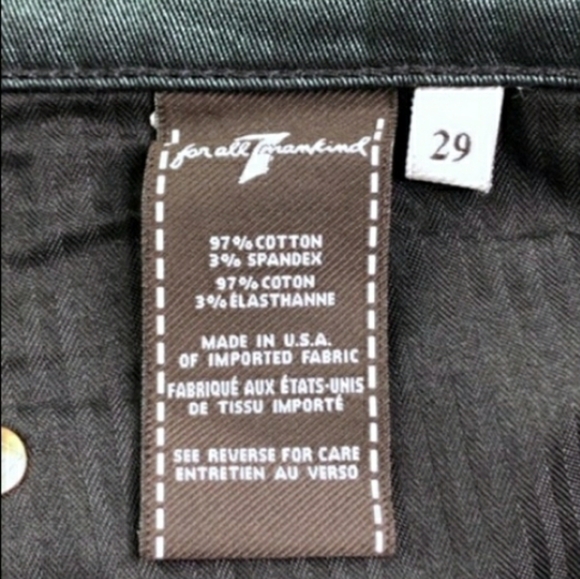 for all 7 mankind
29
97% COTTON
3% SPANDEX
97% COTON
3% ÉLASTHANNE
MADE IN U.S.A.
OF IMPORTED FABRIC
FABRIQUÉ AUX ÉTATS-UNIS
DE TISSU IMPORTÉ
SEE REVERSE FOR CARE
ENTRETIEN AU VERSO